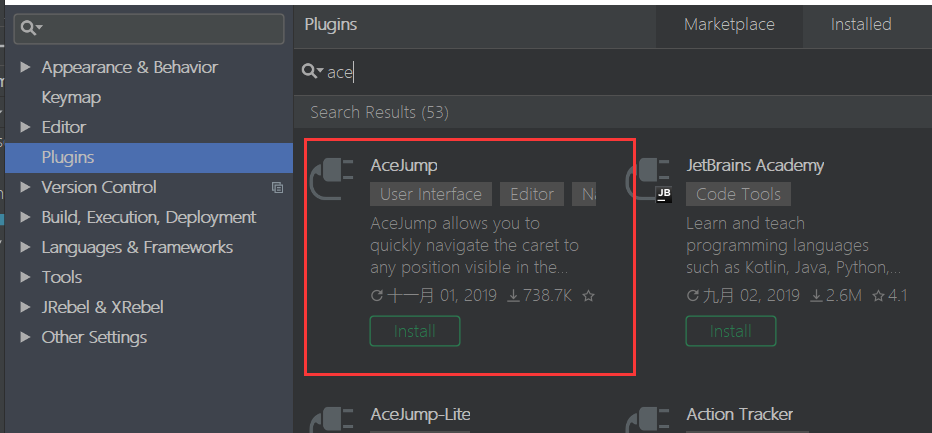 Plugins
Marketplace
Installed
Appearance & Behavior
Keymap
Editor
Plugins
Version Control
Build, Execution, Deployment
Languages & Frameworks
Tools
JRebel & XRebel
Other Settings
ace
Search Results (53)
AceJump
User Interface
Editor
AceJump allows you to
quickly navigate the caret to
any position visible in the...
十一月 01, 2019 738.7K
Install
JetBrains Academy
JB
Code Tools
Learn and teach
programming languages
such as Kotlin, Java, Python,...
九月 02, 2019 2.6M 4.1
Install
AceJump-Lite
Action Tracker